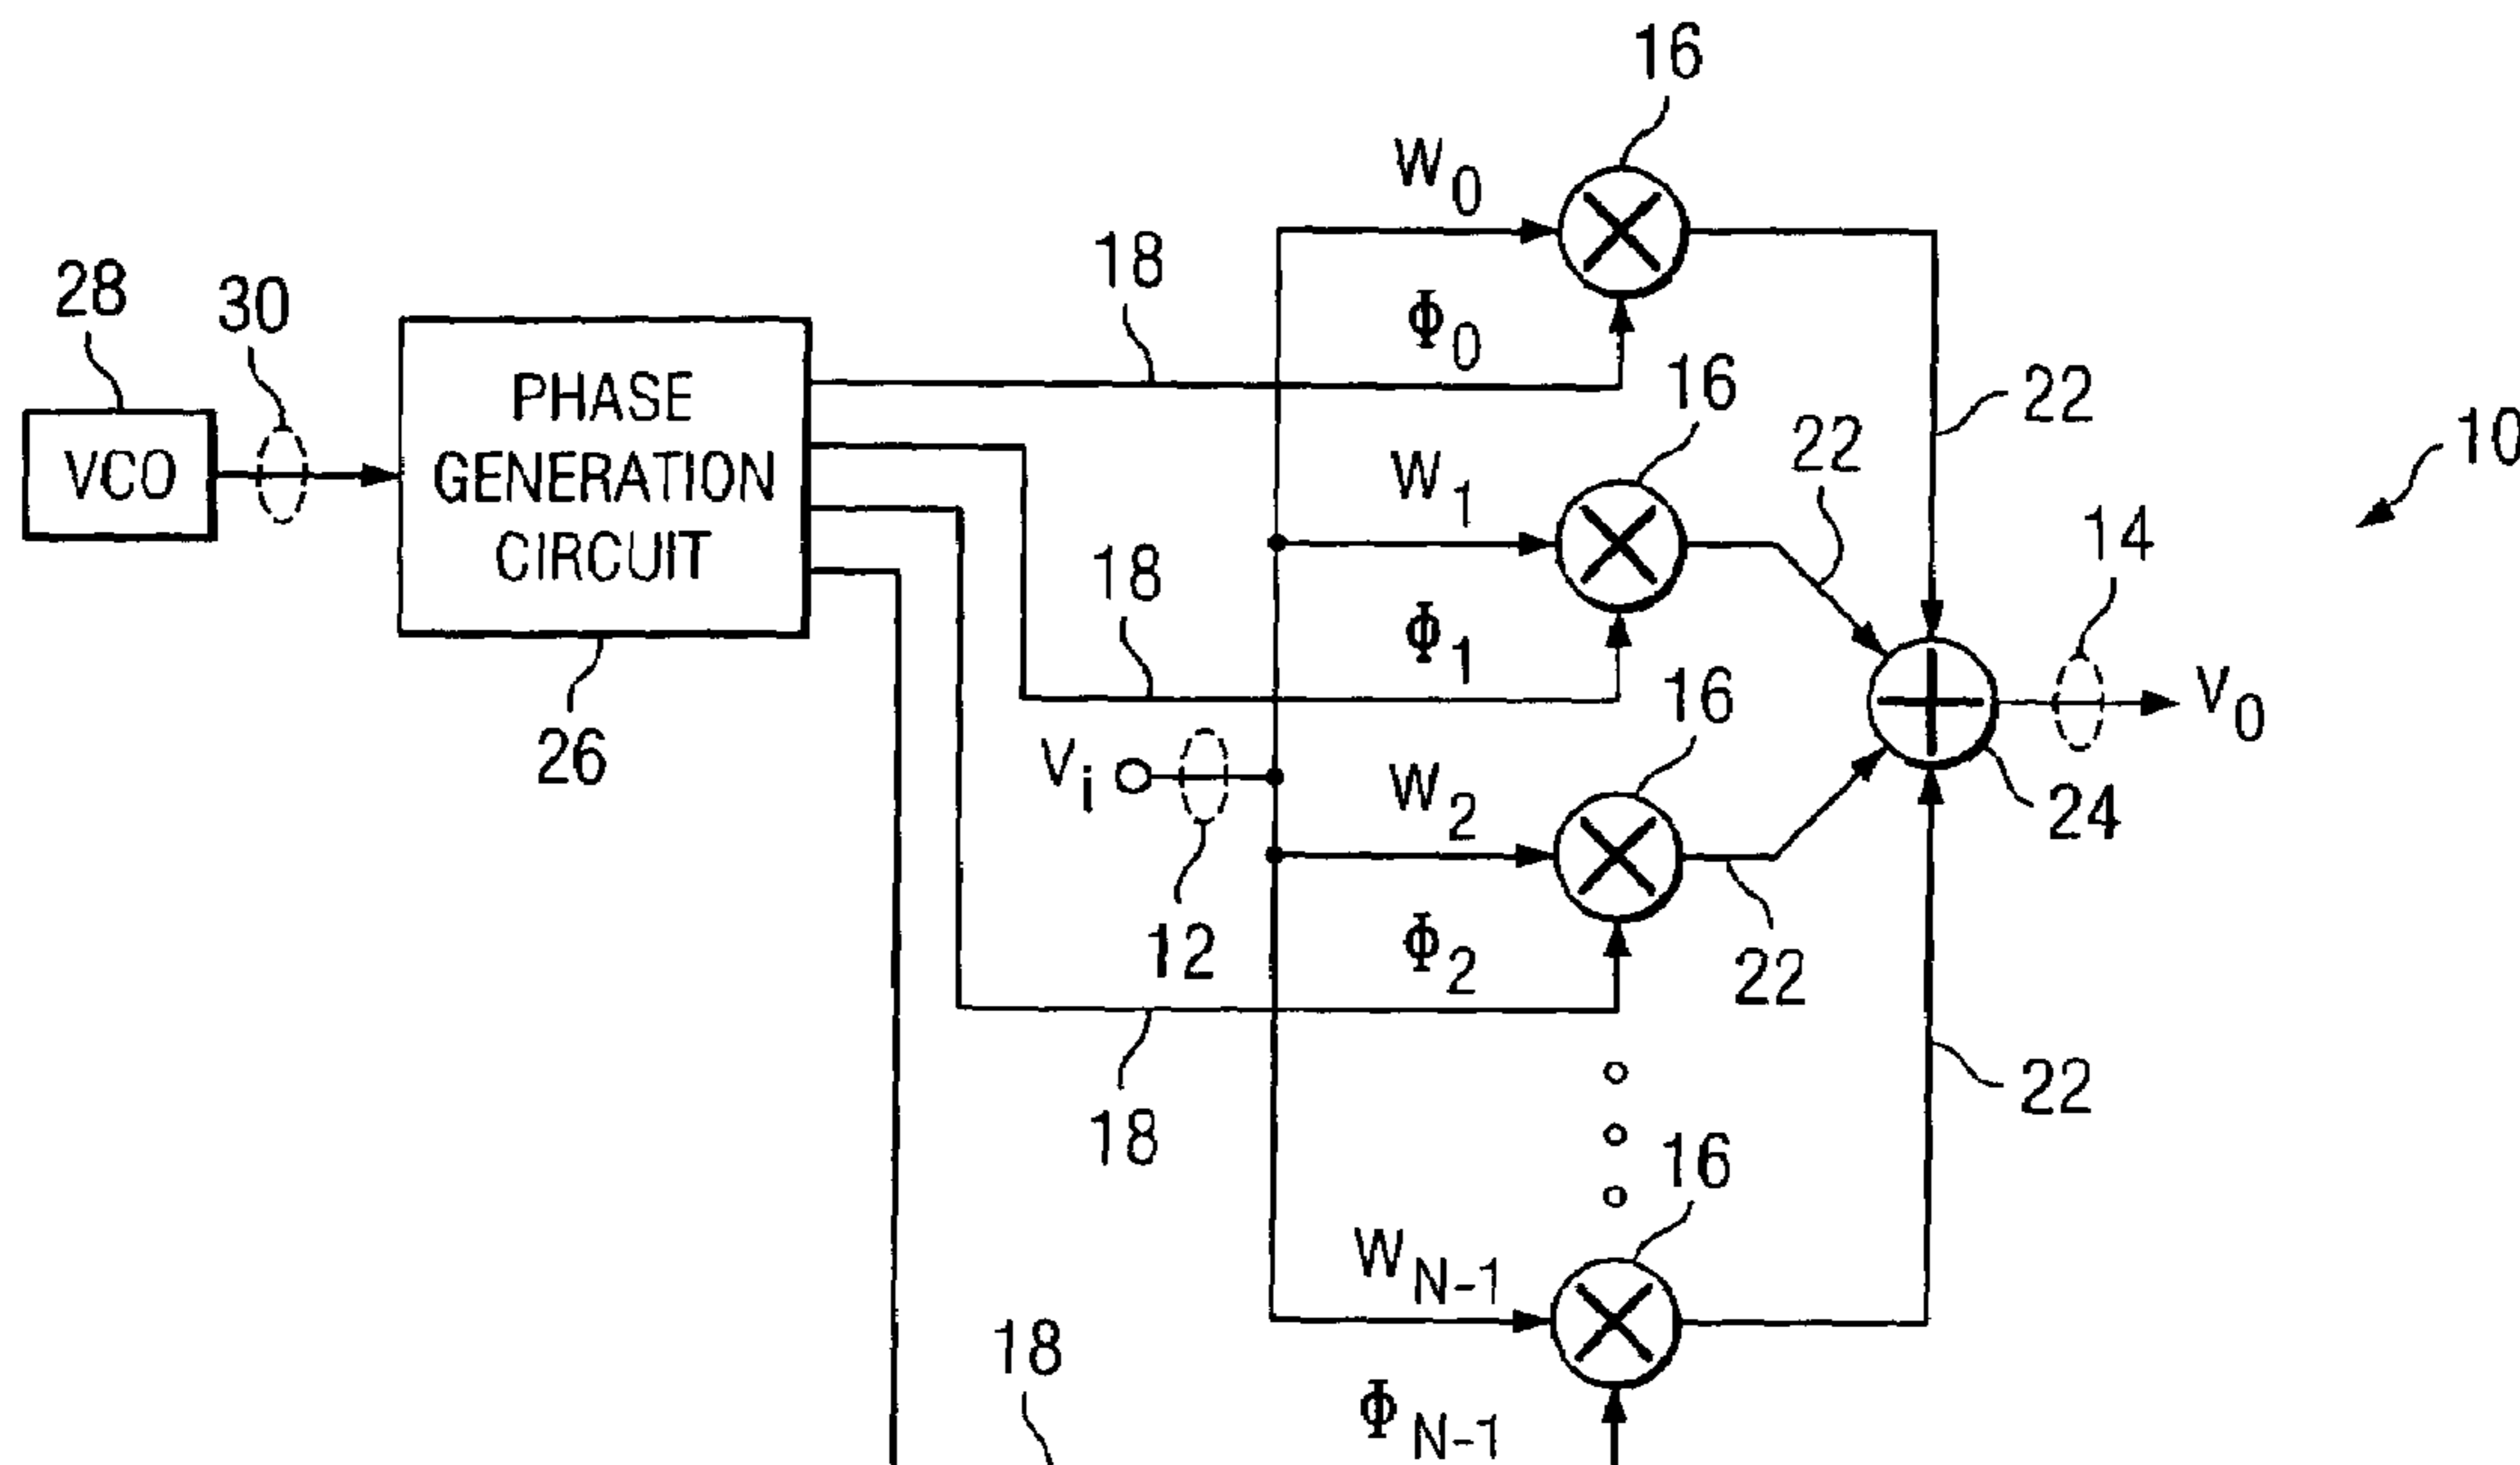 16
W0
18
28
30
Φ0
16
22
10
VCO
PHASE
GENERATION
CIRCUIT
W1
22
14
18
Φ1
16
26
Vi
W2
V0
24
12
Φ2
22
18
22
16
WN-1
18
ΦN-1